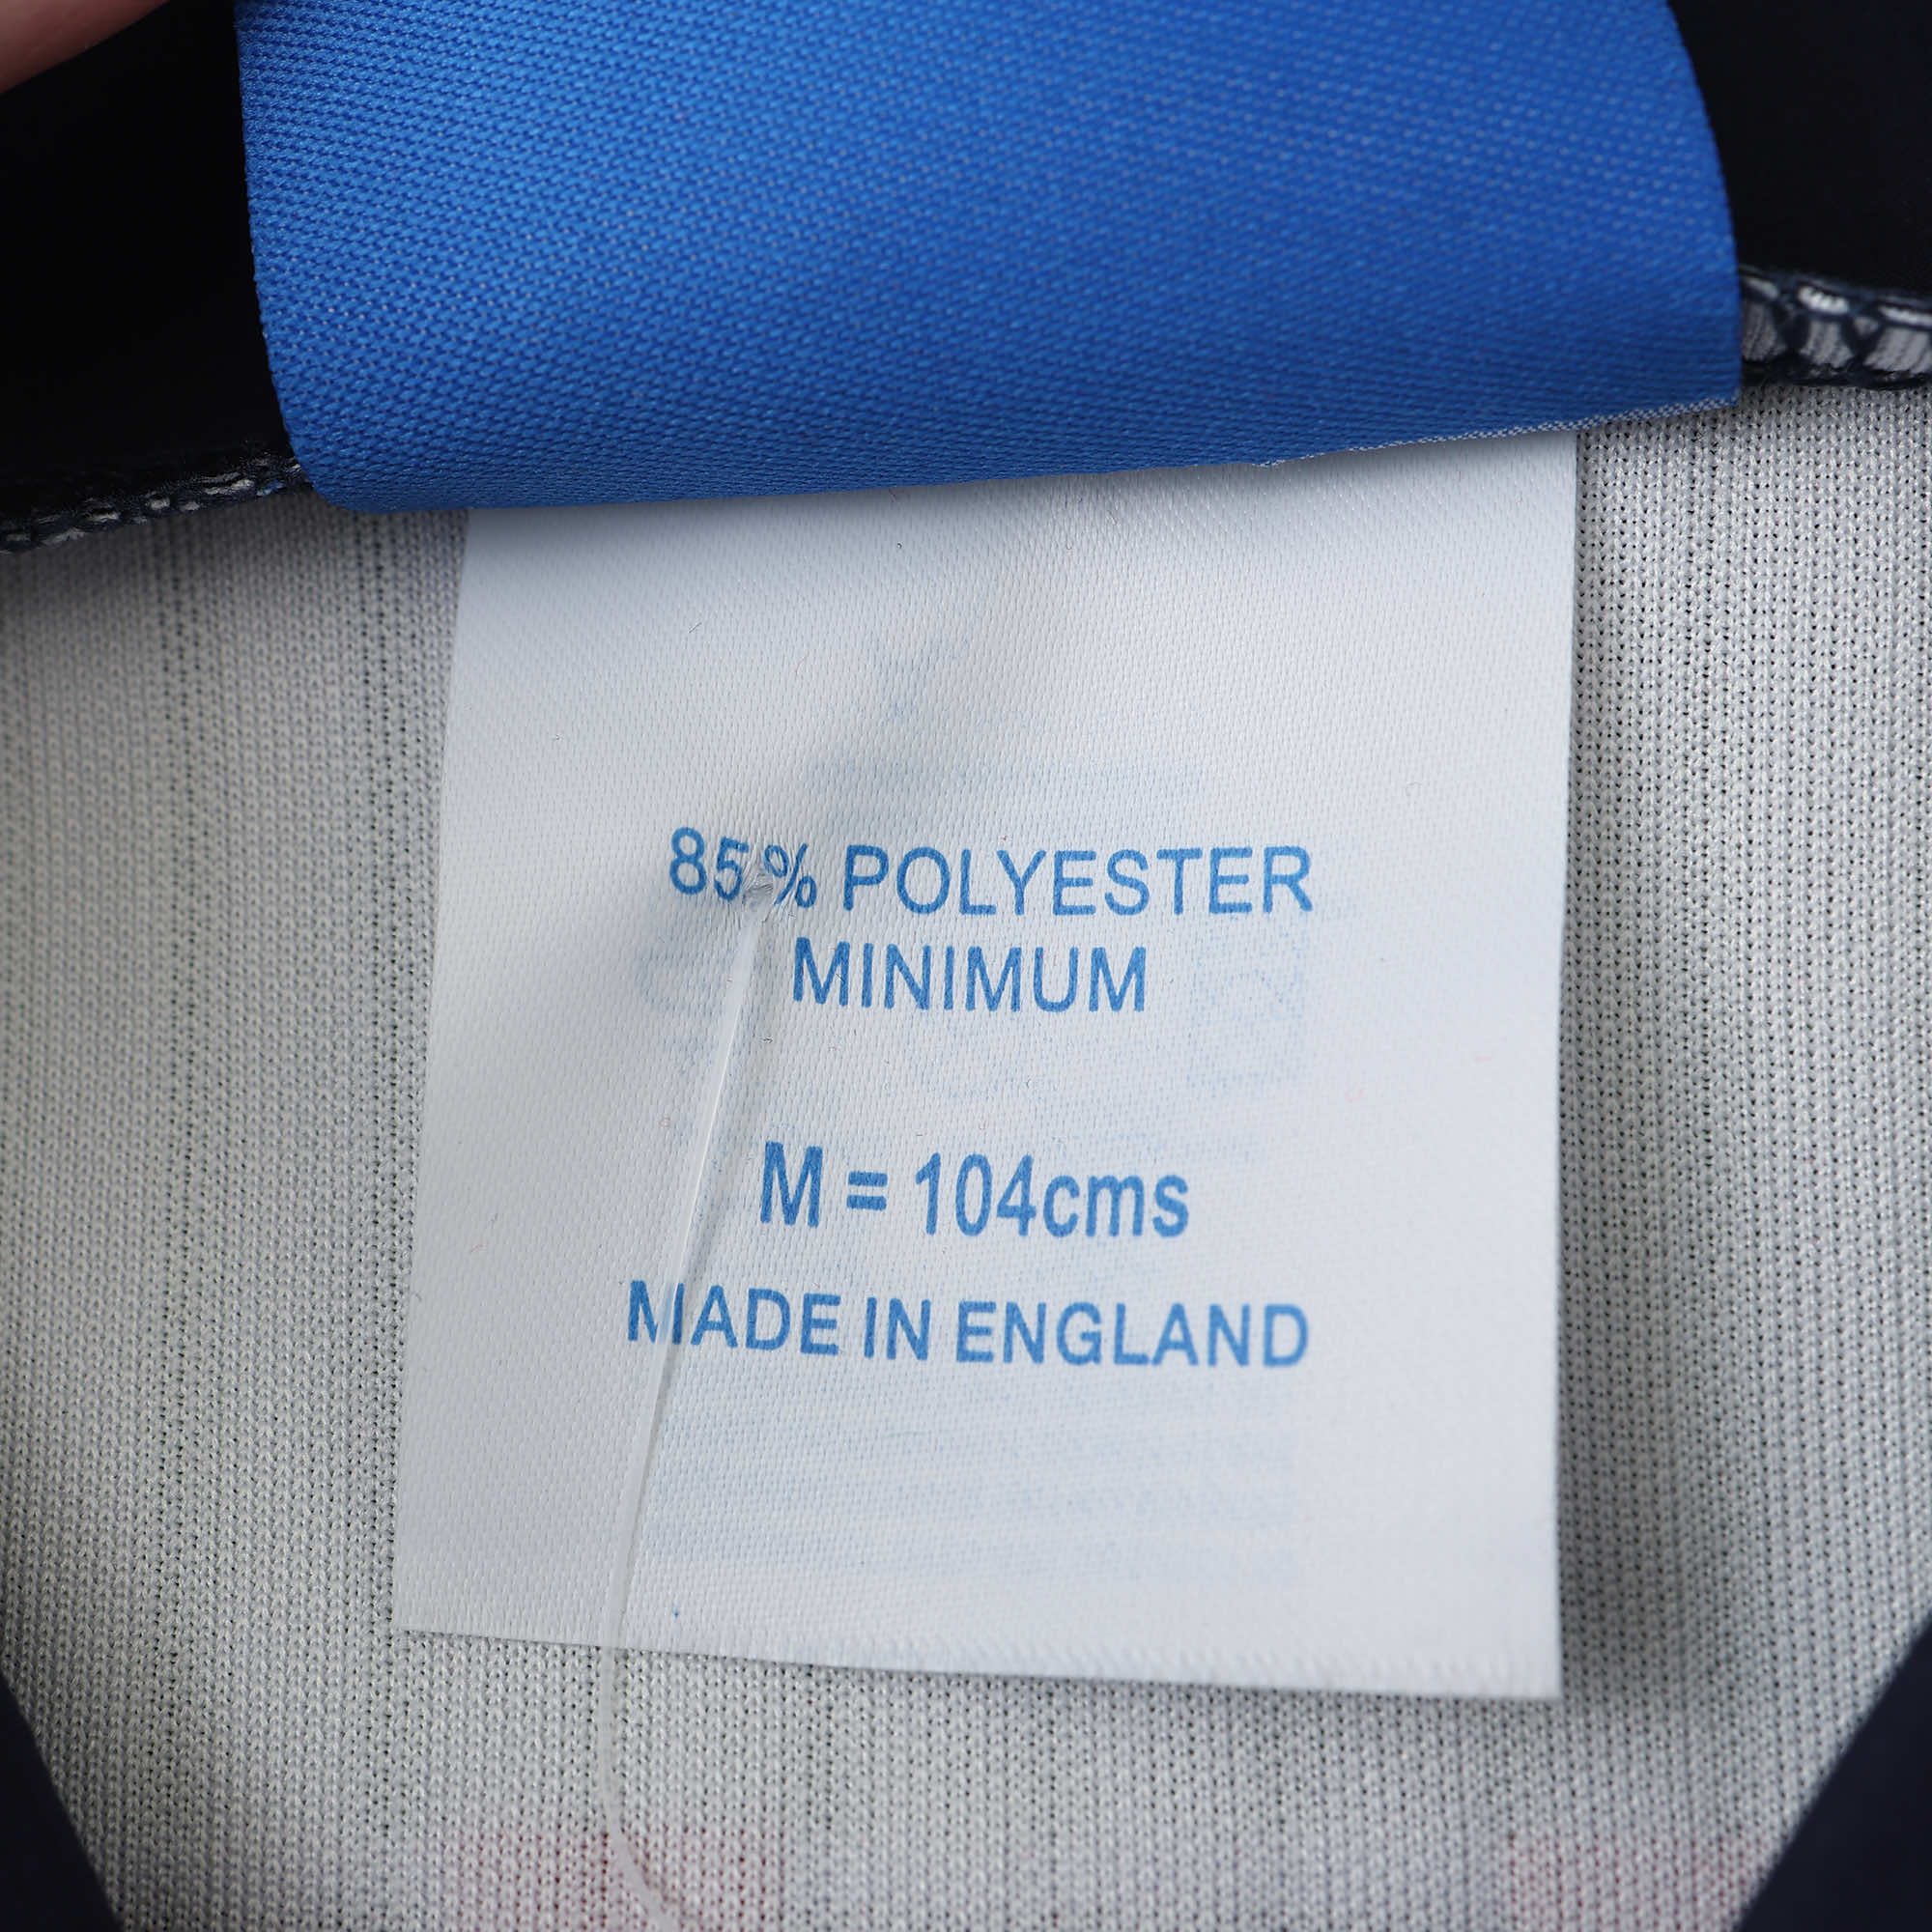 85% POLYESTER
MINIMUM
M = 104cms
MADE IN ENGLAND